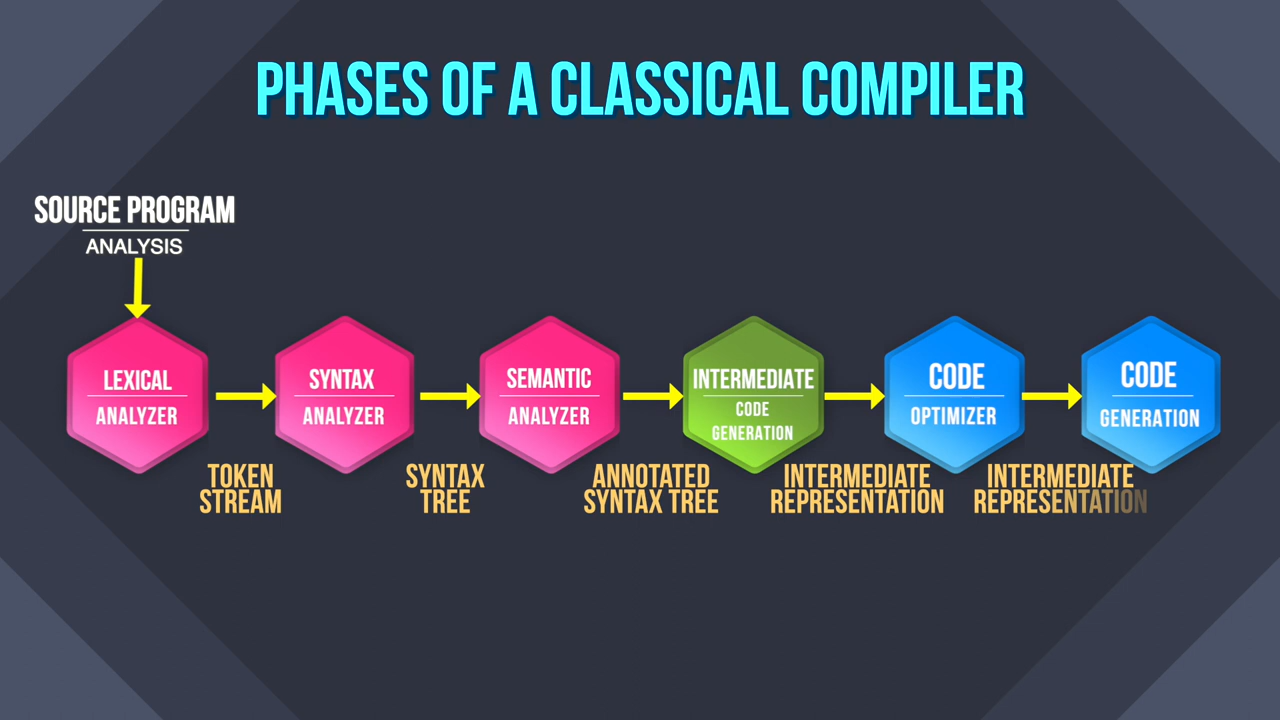 PHASES OF A CLASSICAL COMPILER
SOURCE PROGRAM
ANALYSIS
LEXICAL
ANALYZER
SYNTAX
ANALYZER
SEMANTIC
ANALYZER
INTERMEDIATE
CODE
GENERATION
CODE
OPTIMIZER
CODE
GENERATION
TOKEN
STREAM
SYNTAX
TREE
ANNOTATED
SYNTAX TREE
INTERMEDIATE
REPRESENTATION
INTERMEDIATE
REPRESENTATION